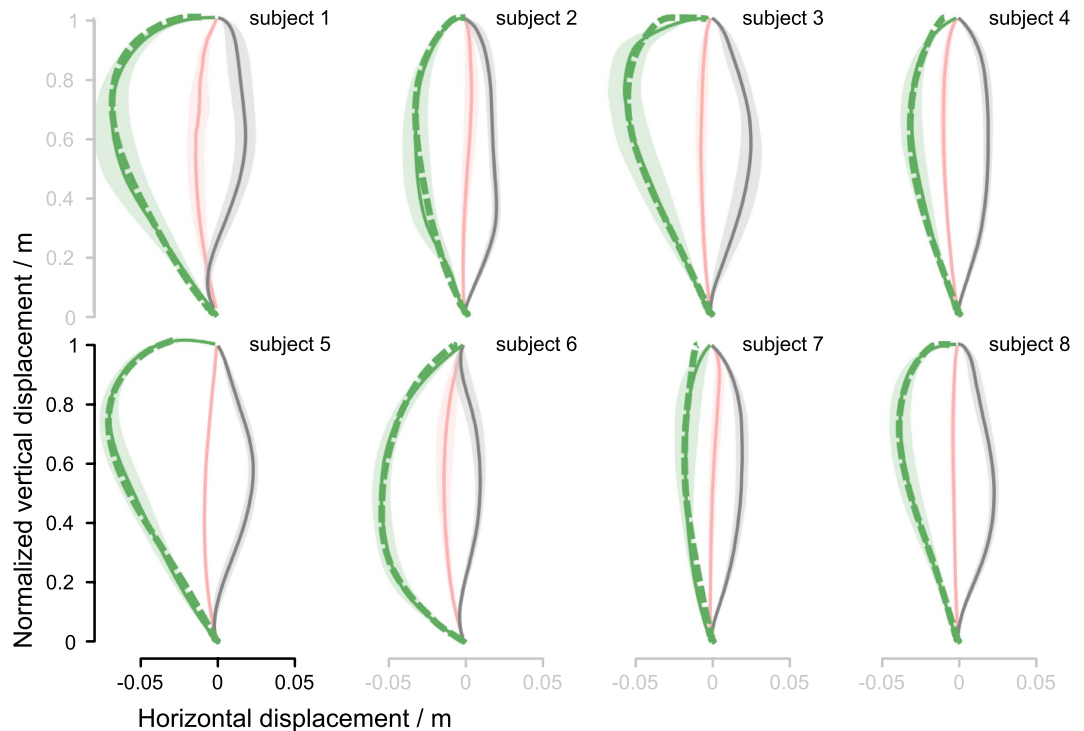 subject 1
subject 2
subject 3
subject 4
1
0.8
0.6
0.4
0.2
0
Normalized vertical displacement / m
subject 5
subject 6
subject 7
subject 8
1
0.8
0.6
0.4
0.2
0
-0.05 0 0.05
-0.05 0 0.05
-0.05 0 0.05
-0.05 0 0.05
Horizontal displacement / m